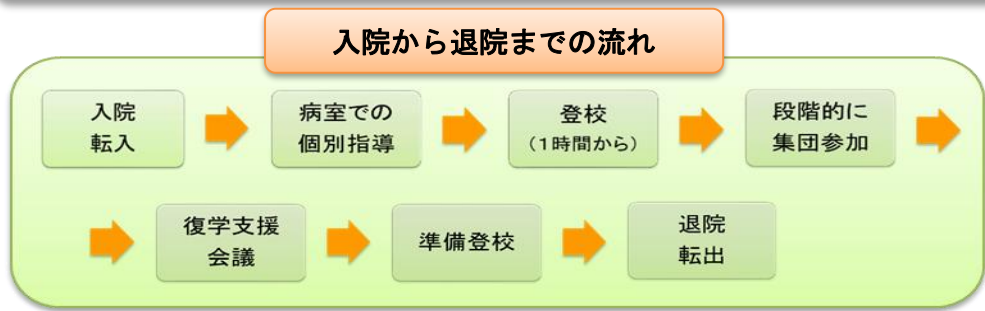 入院から退院までの流れ
入院
転入
病室での
個別指導
登校
(1時間から)
段階的に
集団参加
復学支援
会議
準備登校
退院
転出